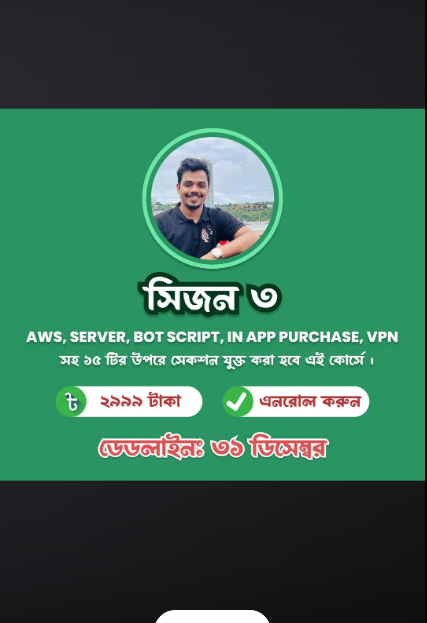 সিজন ৩
AWS, SERVER, BOT SCRIPT, IN APP PURCHASE, VPN
সহ ১৫ টির উপরে সেকশন যুক্ত করা হবে এই কোর্সে ।
৳ ২৯৯৯ টাকা
এনরোল করুন
ডেডলাইনঃ ৩১ ডিসেম্বর